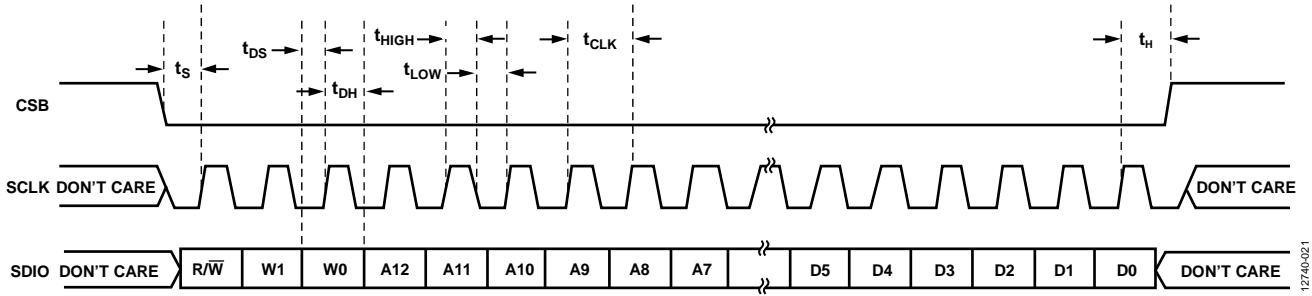 tDS
tHIGH
tCLK
tH
tS
tLOW
tDH
CSB
SCLK DON'T CARE DON'T CARE
SDIO DON'T CARE R/W̅ W1 W0 A12 A11 A10 A9 A8 A7 D5 D4 D3 D2 D1 D0 DON'T CARE
12740-021